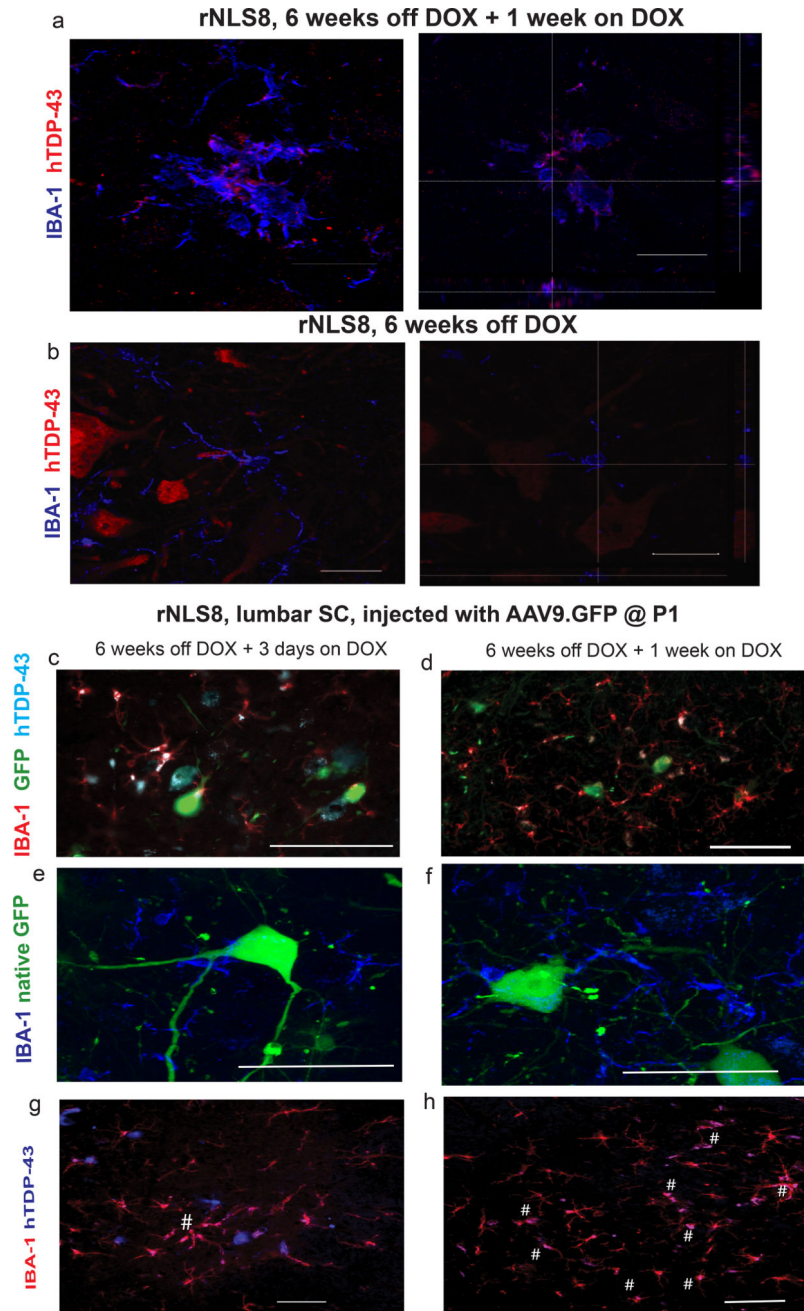 a
rNLS8, 6 weeks off DOX + 1 week on DOX
IBA-1 hTDP-43
rNLS8, 6 weeks off DOX
b
IBA-1 hTDP-43
rNLS8, lumbar SC, injected with AAV9.GFP @ P1
c
6 weeks off DOX + 3 days on DOX
d
6 weeks off DOX + 1 week on DOX
IBA-1 GFP hTDP-43
e
f
IBA-1 native GFP
g
h
IBA-1 hTDP-43
#
#
#
#
#
#
#
#
#